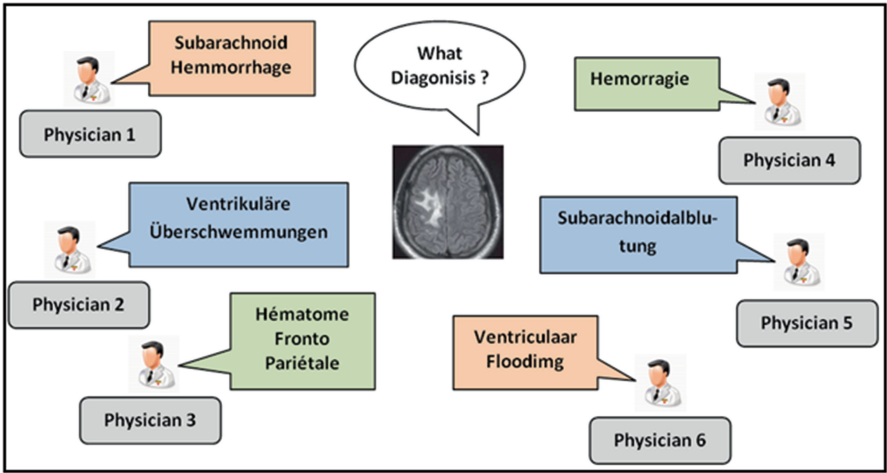 Subarachnoid
Hemmorrhage
Physician 1
What
Diagonisis ?
Hemorragie
Physician 4
Ventrikuläre
Überschwemmungen
Physician 2
Subarachnoidalblu-
tung
Physician 5
Hématome
Fronto
Pariétale
Physician 3
Ventriculaar
Floodimg
Physician 6